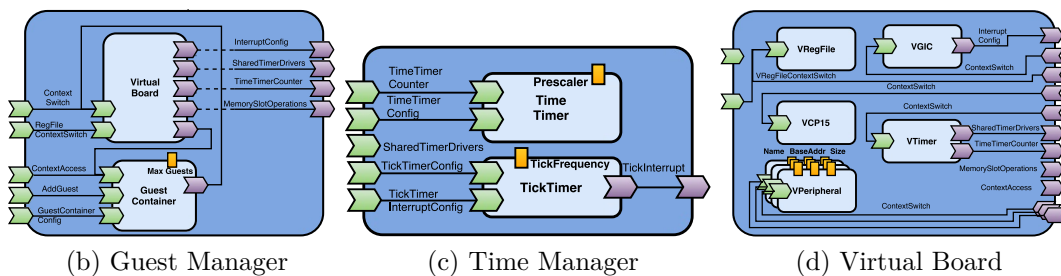 InterruptConfig
SharedTimerDrivers
TimeTimerCounter
MemorySlotOperations
Virtual
Board
Context
Switch
RegFile
ContextSwitch
ContextAccess
AddGuest
GuestContainer
Config
Max Guests
Guest
Container
(b) Guest Manager
TimeTimer
Counter
TimeTimer
Config
SharedTimerDrivers
TickTimerConfig
TickTimer
InterruptConfig
Prescaler
Time
Timer
TickFrequency
TickTimer
TickInterrupt
(c) Time Manager
VRegFile
VRegFileContextSwitch
VGIC
Interrupt
Config
ContextSwitch
ContextSwitch
ContextSwitch
VCP15
VTimer
SharedTimerDrivers
TimeTimerCounter
MemorySlotOperations
ContextAccess
Name BaseAddr Size
VPeripheral
ContextSwitch
(d) Virtual Board